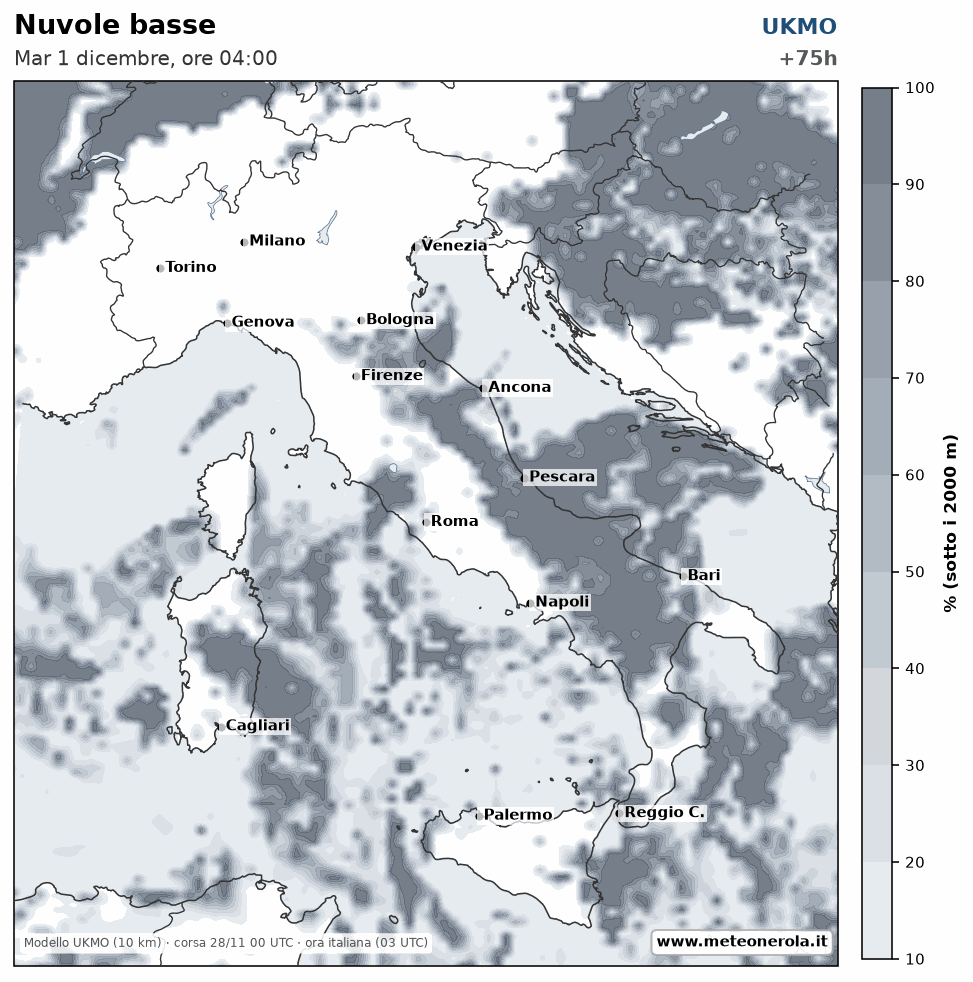 Nuvole basse
UKMO
Mar 1 dicembre, ore 04:00
+75h
100
90
80
70
60
50
40
30
20
10
% (sotto i 2000 m)
Milano
Venezia
Torino
Genova
Bologna
Firenze
Ancona
Pescara
Roma
Bari
Napoli
Cagliari
Palermo
Reggio C.
Modello UKMO (10 km) · corsa 28/11 00 UTC · ora italiana (03 UTC)
www.meteonerola.it